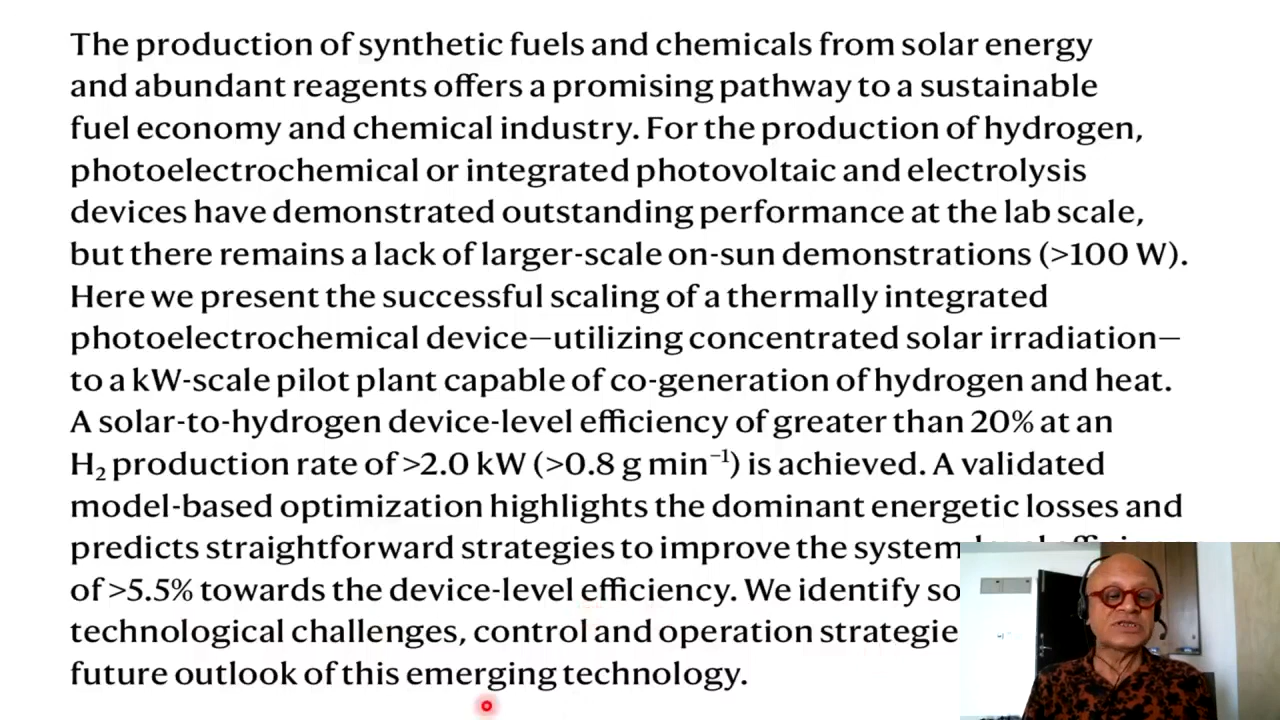 The production of synthetic fuels and chemicals from solar energy
and abundant reagents offers a promising pathway to a sustainable
fuel economy and chemical industry. For the production of hydrogen,
photoelectrochemical or integrated photovoltaic and electrolysis
devices have demonstrated outstanding performance at the lab scale,
but there remains a lack of larger-scale on-sun demonstrations (>100 W).
Here we present the successful scaling of a thermally integrated
photoelectrochemical device—utilizing concentrated solar irradiation—
to a kW-scale pilot plant capable of co-generation of hydrogen and heat.
A solar-to-hydrogen device-level efficiency of greater than 20% at an
H₂ production rate of >2.0 kW (>0.8 g min⁻¹) is achieved. A validated
model-based optimization highlights the dominant energetic losses and
predicts straightforward strategies to improve the system
of >5.5% towards the device-level efficiency. We identify
technological challenges, control and operation
future outlook of this emerging technology.